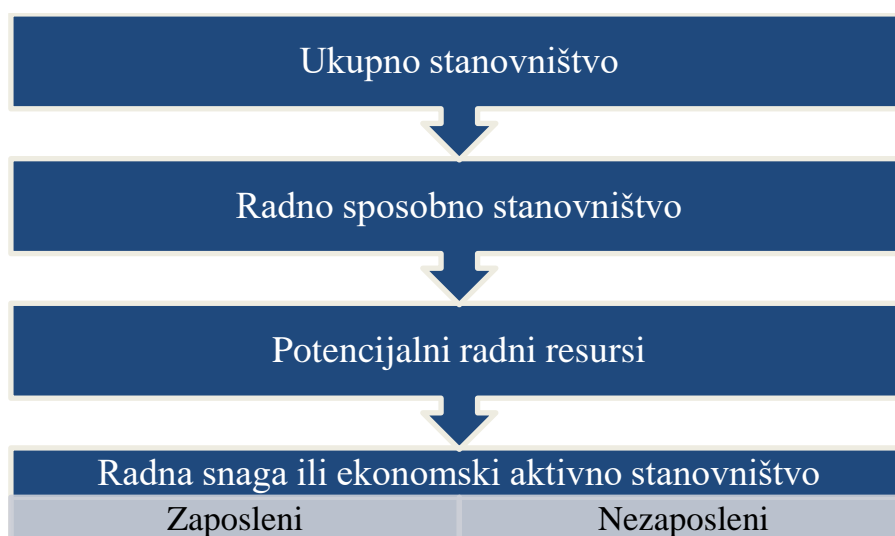 Ukupno stanovništvo
Radno sposobno stanovništvo
Potencijalni radni resursi
Radna snaga ili ekonomski aktivno stanovništvo
Zaposleni
Nezaposleni